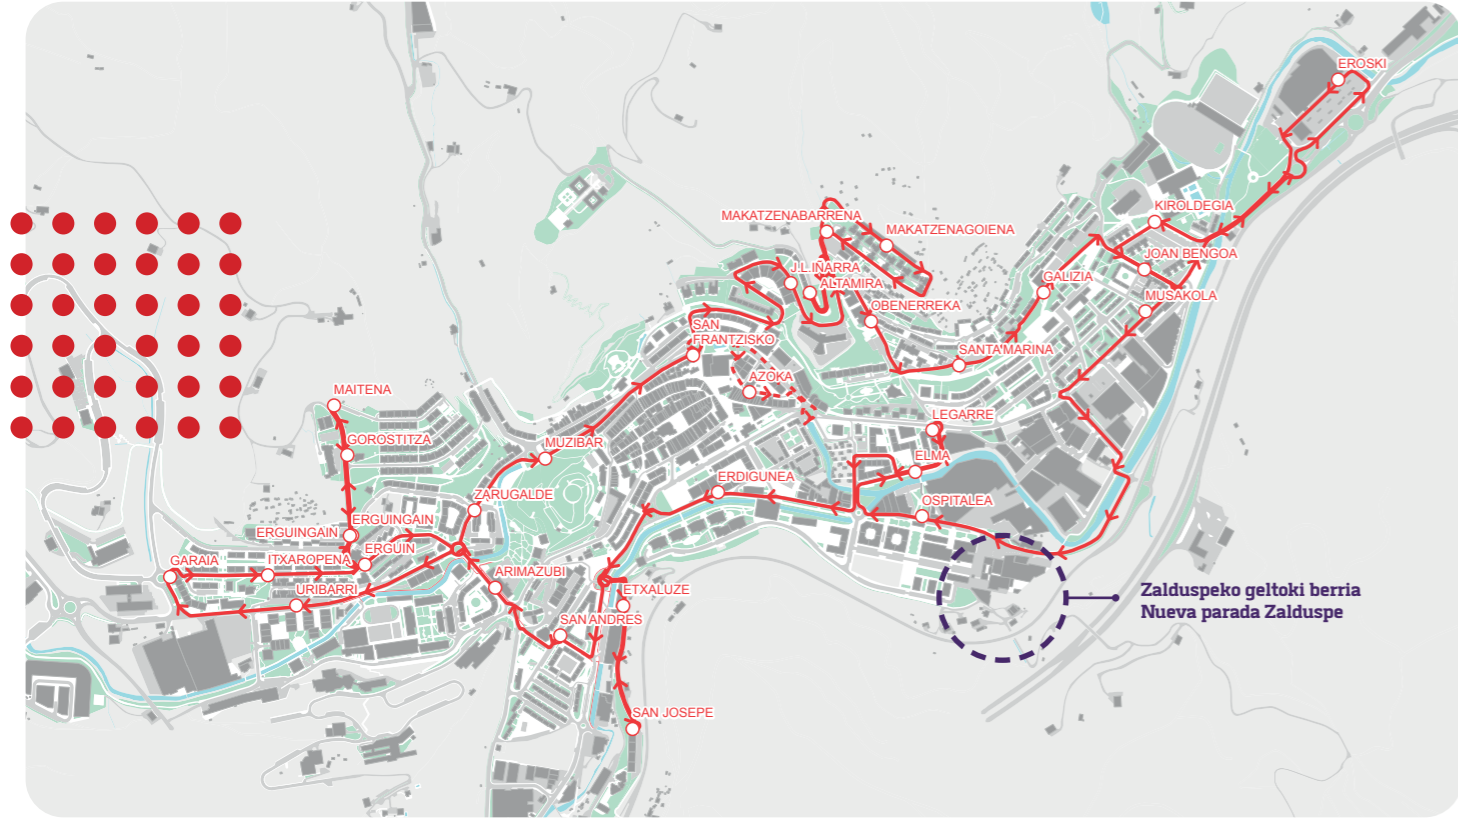 EROSKI
KIROLDEGIA
MAKATZENABARRENA
MAKATZENAGOIENA
JOAN BENGOA
J.L.IÑARRA
GALIZIA
ALTAMIRA
MUSAKOLA
OBENERREKA
SAN
FRANTZISKO
SANTA MARINA
AZOKA
MAITENA
LEGARRE
GOROSTITZA
MUZIBAR
ELMA
ERDIGUNEA
ZARUGALDE
OSPITALEA
ERGUINGAIN
ERGUINGAIN
ERGUIN
GARAIA
ITXAROPENA
ARIMAZUBI
URIBARRI
ETXALUZE
SAN ANDRES
SAN JOSEPE
Zalduspeko geltoki berria
Nueva parada Zalduspe